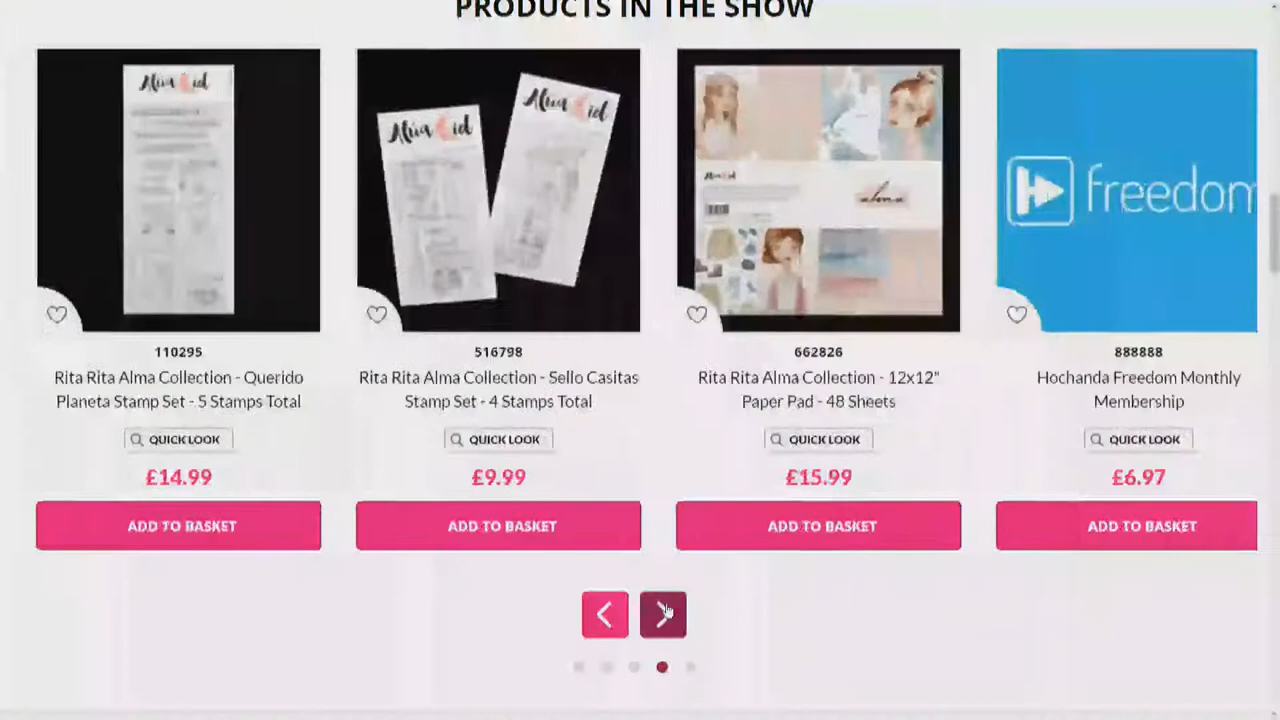 PRODUCTS IN THE SHOW
freedom
110295
Rita Rita Alma Collection - Querido
Planeta Stamp Set - 5 Stamps Total
QUICK LOOK
£14.99
ADD TO BASKET
516798
Rita Rita Alma Collection - Sello Casitas
Stamp Set - 4 Stamps Total
QUICK LOOK
£9.99
ADD TO BASKET
662826
Rita Rita Alma Collection - 12x12"
Paper Pad - 48 Sheets
QUICK LOOK
£15.99
ADD TO BASKET
888888
Hochanda Freedom Monthly
Membership
QUICK LOOK
£6.97
ADD TO BASKET